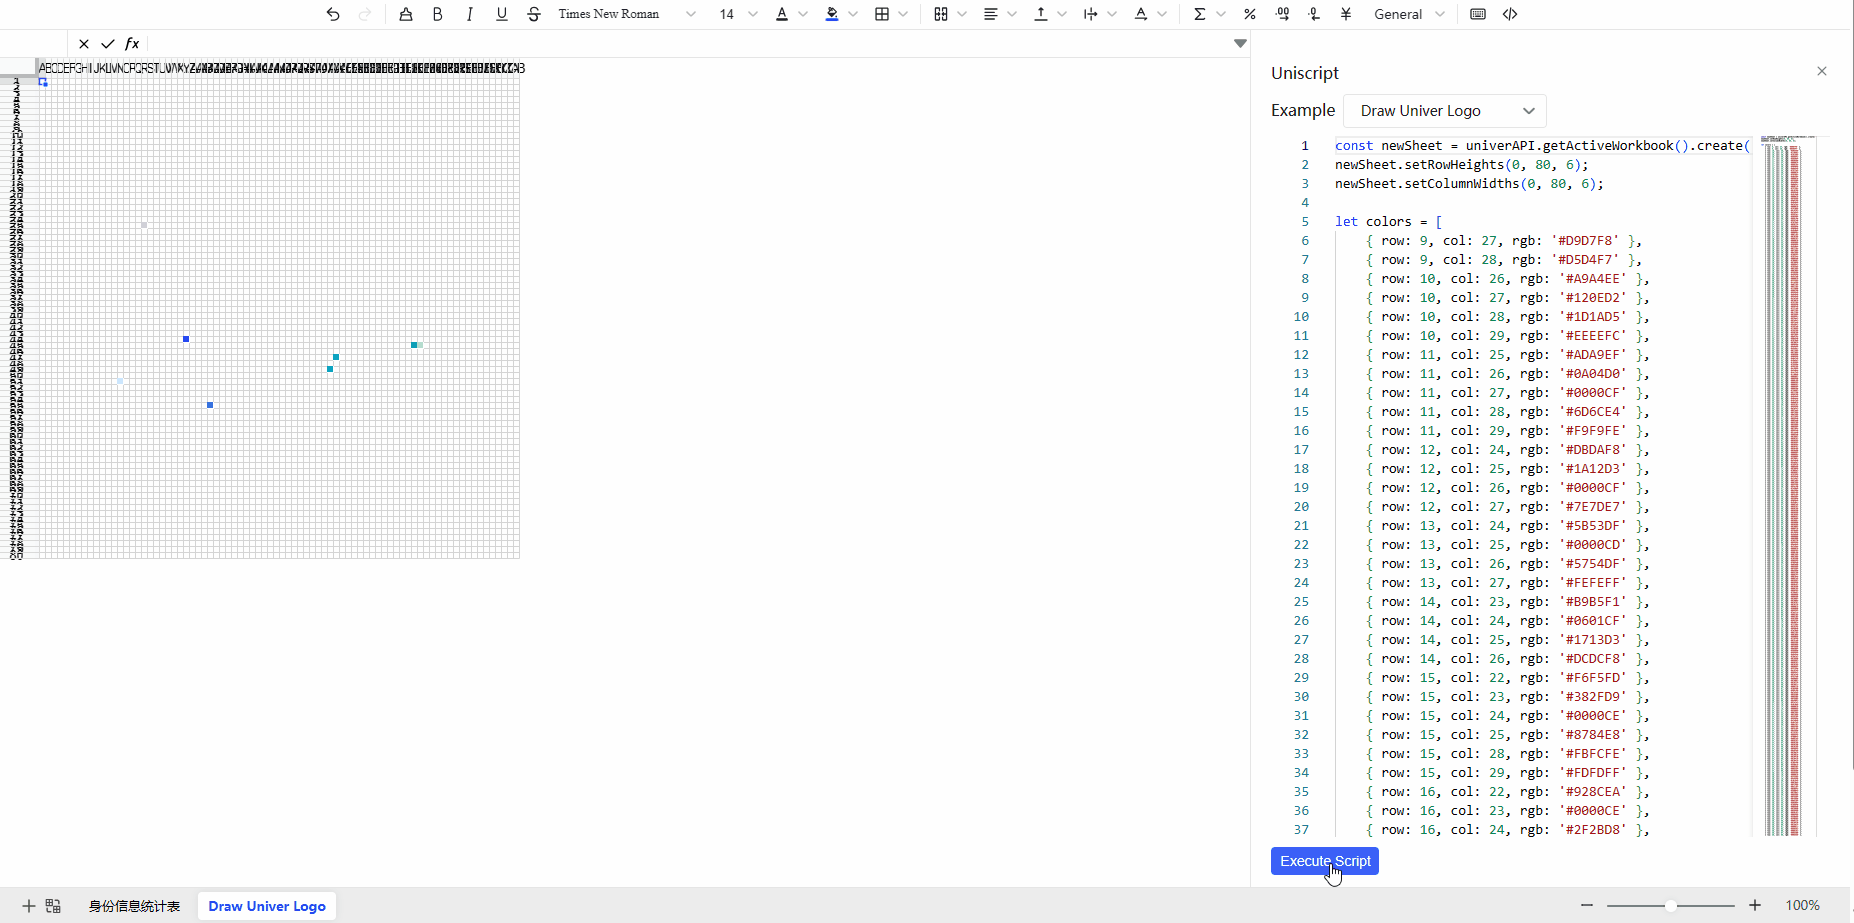 Times New Roman
14
General
fx
Uniscript
Example
Draw Univer Logo
1 const newSheet = univerAPI.getActiveWorkbook().create(
2 newSheet.setRowHeights(0, 80, 6);
3 newSheet.setColumnWidths(0, 80, 6);
4
5 let colors = [
6 { row: 9, col: 27, rgb: '#D9D7F8' },
7 { row: 9, col: 28, rgb: '#D5D4F7' },
8 { row: 10, col: 26, rgb: '#A9A4EE' },
9 { row: 10, col: 27, rgb: '#120ED2' },
10 { row: 10, col: 28, rgb: '#1D1AD5' },
11 { row: 10, col: 29, rgb: '#EEEEFC' },
12 { row: 11, col: 25, rgb: '#ADA9EF' },
13 { row: 11, col: 26, rgb: '#0A04D0' },
14 { row: 11, col: 27, rgb: '#0000CF' },
15 { row: 11, col: 28, rgb: '#6D6CE4' },
16 { row: 11, col: 29, rgb: '#F9F9FE' },
17 { row: 12, col: 24, rgb: '#DBDAF8' },
18 { row: 12, col: 25, rgb: '#1A12D3' },
19 { row: 12, col: 26, rgb: '#0000CF' },
20 { row: 12, col: 27, rgb: '#7E7DE7' },
21 { row: 13, col: 24, rgb: '#5B53DF' },
22 { row: 13, col: 25, rgb: '#0000CD' },
23 { row: 13, col: 26, rgb: '#5754DF' },
24 { row: 13, col: 27, rgb: '#FEFEFF' },
25 { row: 14, col: 23, rgb: '#B9B5F1' },
26 { row: 14, col: 24, rgb: '#0601CF' },
27 { row: 14, col: 25, rgb: '#1713D3' },
28 { row: 14, col: 26, rgb: '#DCDCF8' },
29 { row: 15, col: 22, rgb: '#F6F5FD' },
30 { row: 15, col: 23, rgb: '#382FD9' },
31 { row: 15, col: 24, rgb: '#0000CE' },
32 { row: 15, col: 25, rgb: '#8784E8' },
33 { row: 15, col: 28, rgb: '#FBFCFE' },
34 { row: 15, col: 29, rgb: '#FDFDFF' },
35 { row: 16, col: 22, rgb: '#928CEA' },
36 { row: 16, col: 23, rgb: '#0000CE' },
37 { row: 16, col: 24, rgb: '#2F2BD8' },
Execute Script
身份信息统计表
Draw Univer Logo
100%